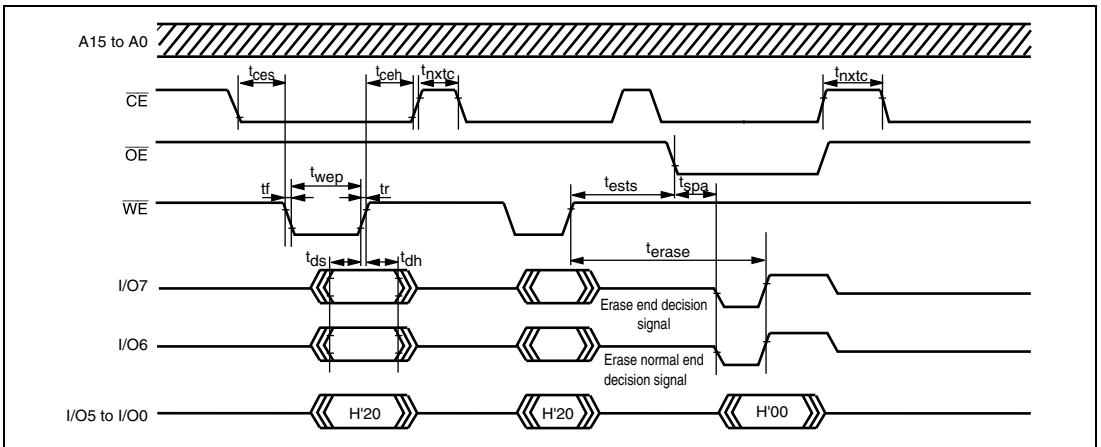 A15 to A0
tces
tceh
tnxtc
tnxtc
CE
OE
twep
tests
tspa
tf
tr
WE
tds
tdh
terase
I/O7
Erase end decision
signal
I/O6
Erase normal end
decision signal
I/O5 to I/O0
H'20
H'20
H'00